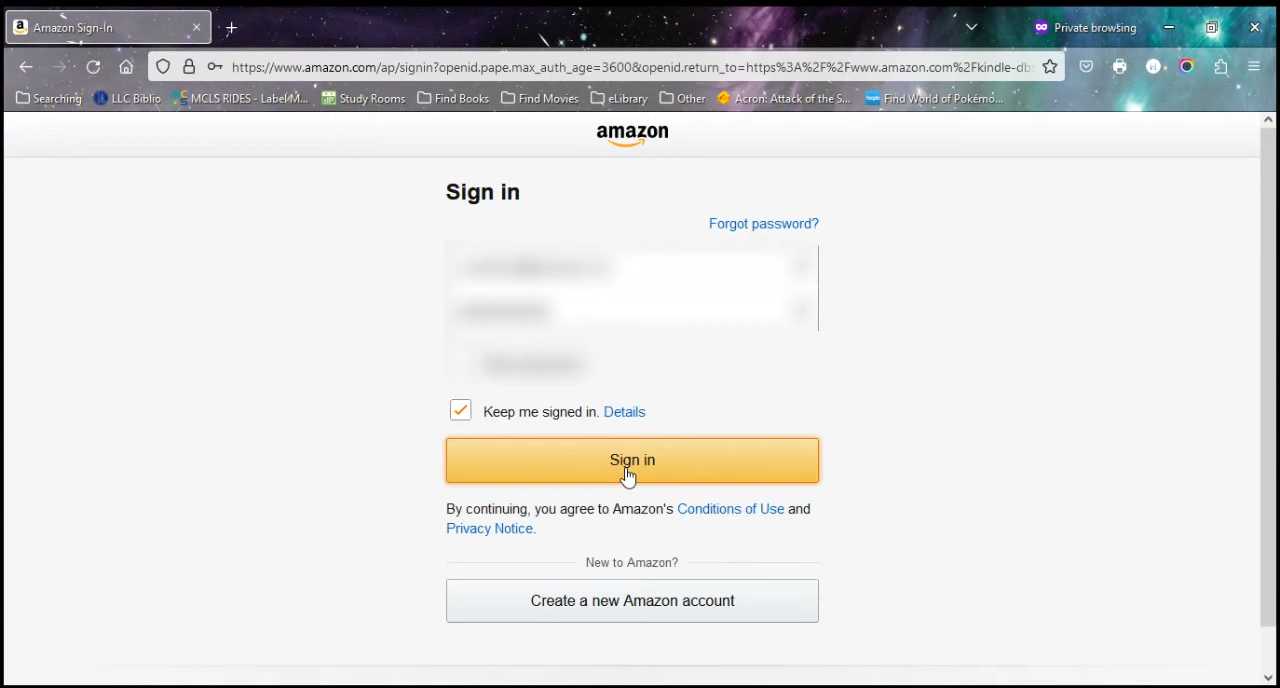 Amazon Sign-In
Private browsing
https://www.amazon.com/ap/signin?openid.pape.max_auth_age=3600&openid.return_to=https%3A%2F%2Fwww.amazon.com%2Fkindle-db
Searching LLC Biblio MCLS RIDES - LabelM... Study Rooms Find Books Find Movies eLibrary Other Acron: Attack of the S... Find World of Pokémo...
amazon
Sign in
Forgot password?
Keep me signed in. Details
Sign in
By continuing, you agree to Amazon's Conditions of Use and
Privacy Notice.
New to Amazon?
Create a new Amazon account